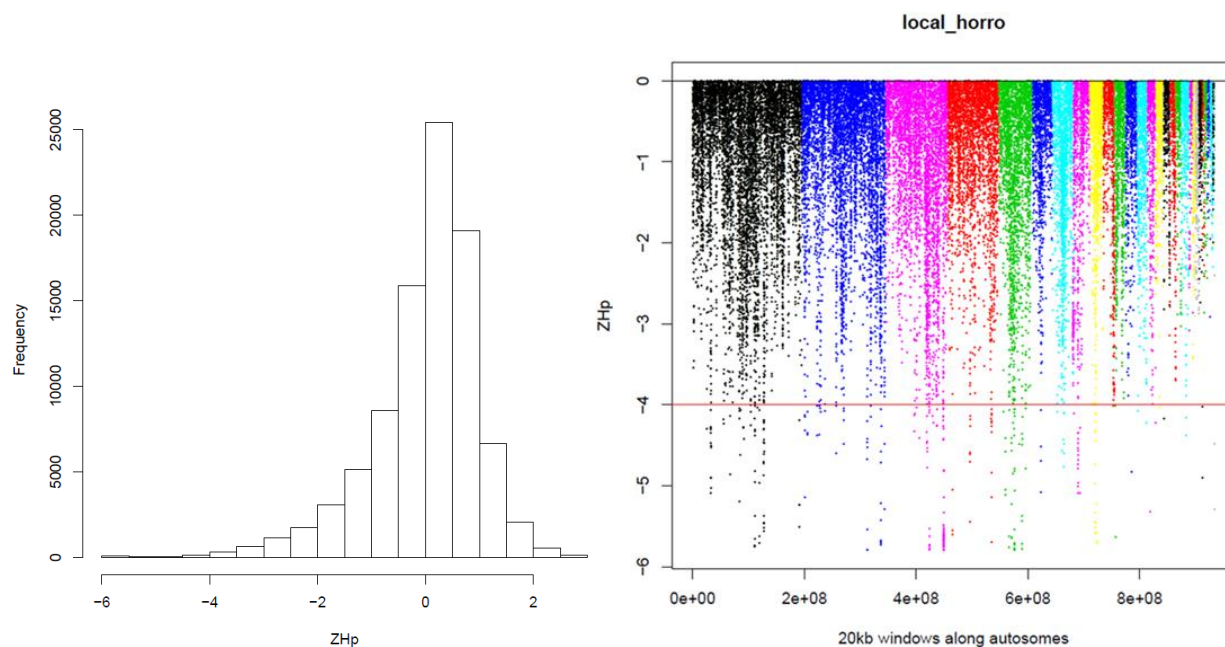 Frequency
25000
20000
15000
10000
5000
0
−6
−4
−2
0
2
ZHp
local_horro
ZHp
0
−1
−2
−3
−4
−5
−6
0e+00
2e+08
4e+08
6e+08
8e+08
20kb windows along autosomes